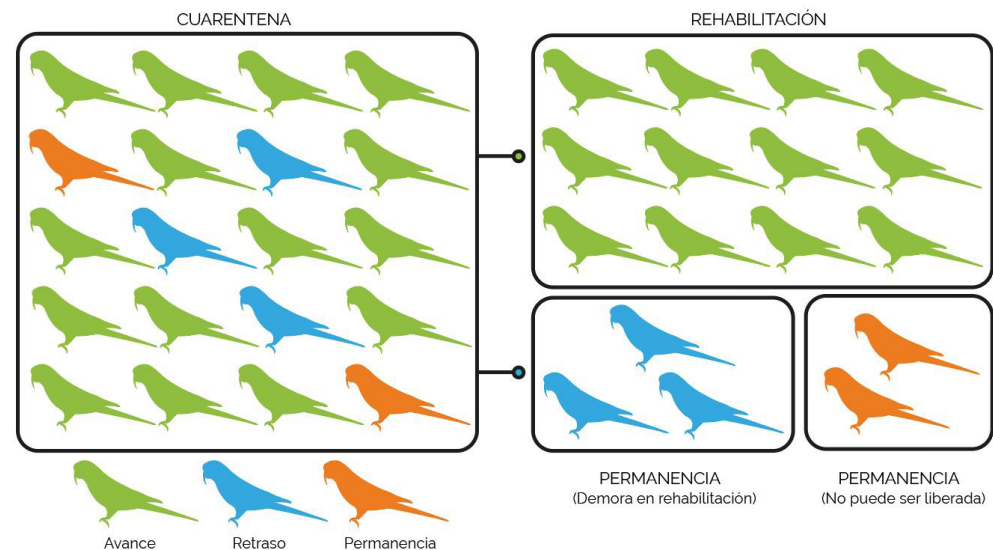 CUARENTENA
REHABILITACIÓN
PERMANENCIA
(Demora en rehabilitación)
PERMANENCIA
(No puede ser liberada)
Avance
Retraso
Permanencia